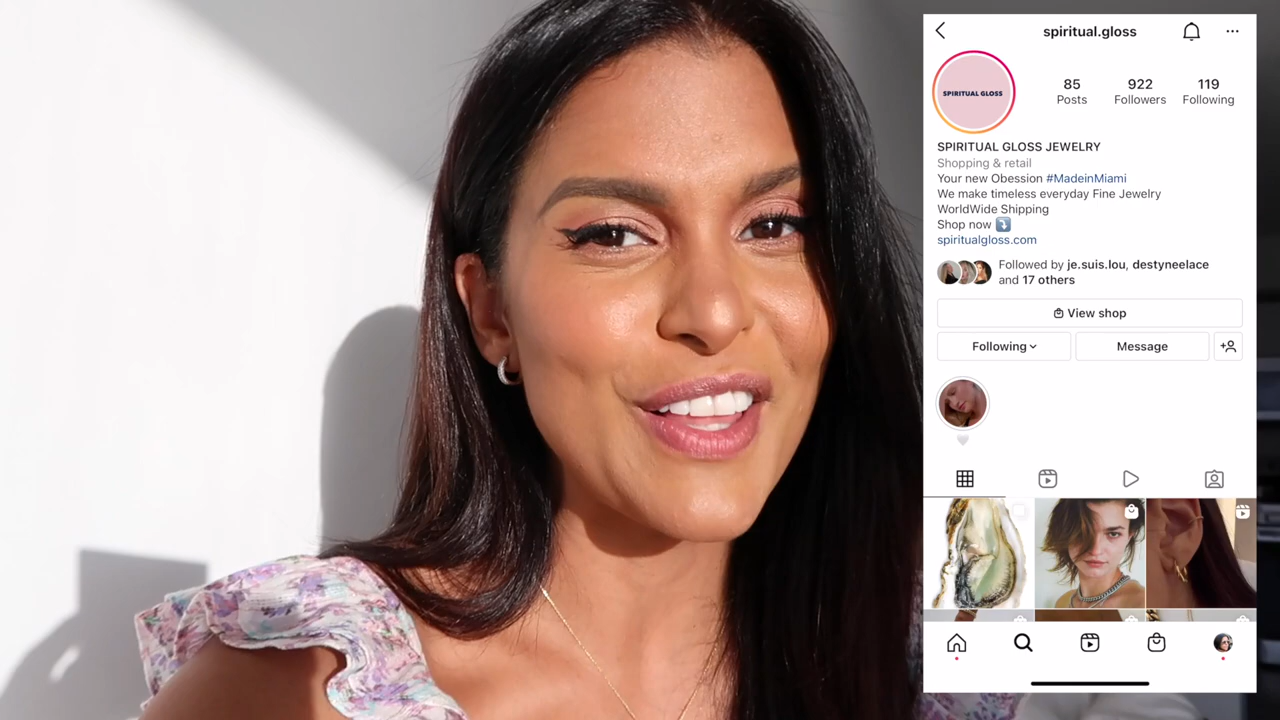 spiritual.gloss
SPIRITUAL GLOSS
85
Posts
922
Followers
119
Following
SPIRITUAL GLOSS JEWELRY
Shopping & retail
Your new Obession #MadeinMiami
We make timeless everyday Fine Jewelry
WorldWide Shipping
Shop now ⤵️
spiritualgloss.com
Followed by je.suis.lou, destyneelace
and 17 others
View shop
Following
Message